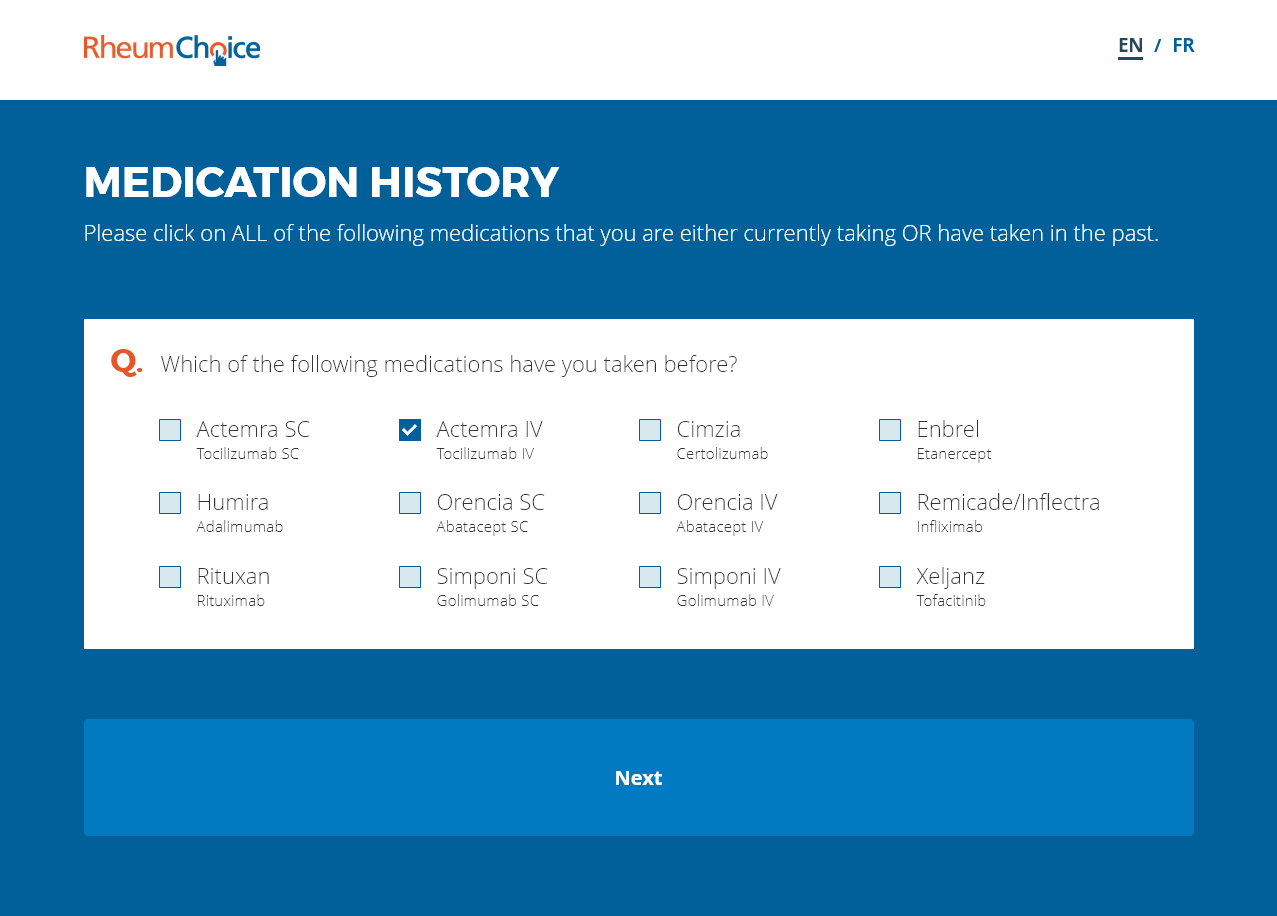 RheumChoice
EN / FR
MEDICATION HISTORY
Please click on ALL of the following medications that you are either currently taking OR have taken in the past.
Q. Which of the following medications have you taken before?
Actemra SC Actemra IV Cimzia Enbrel
Tocilizumab SC Tocilizumab IV Certolizumab Etanercept
Humira Orencia SC Orencia IV Remicade/Inflectra
Adalimumab Abatacept SC Abatacept IV Infliximab
Rituxan Simponi SC Simponi IV Xeljanz
Rituximab Golimumab SC Golimumab IV Tofacitinib
Next